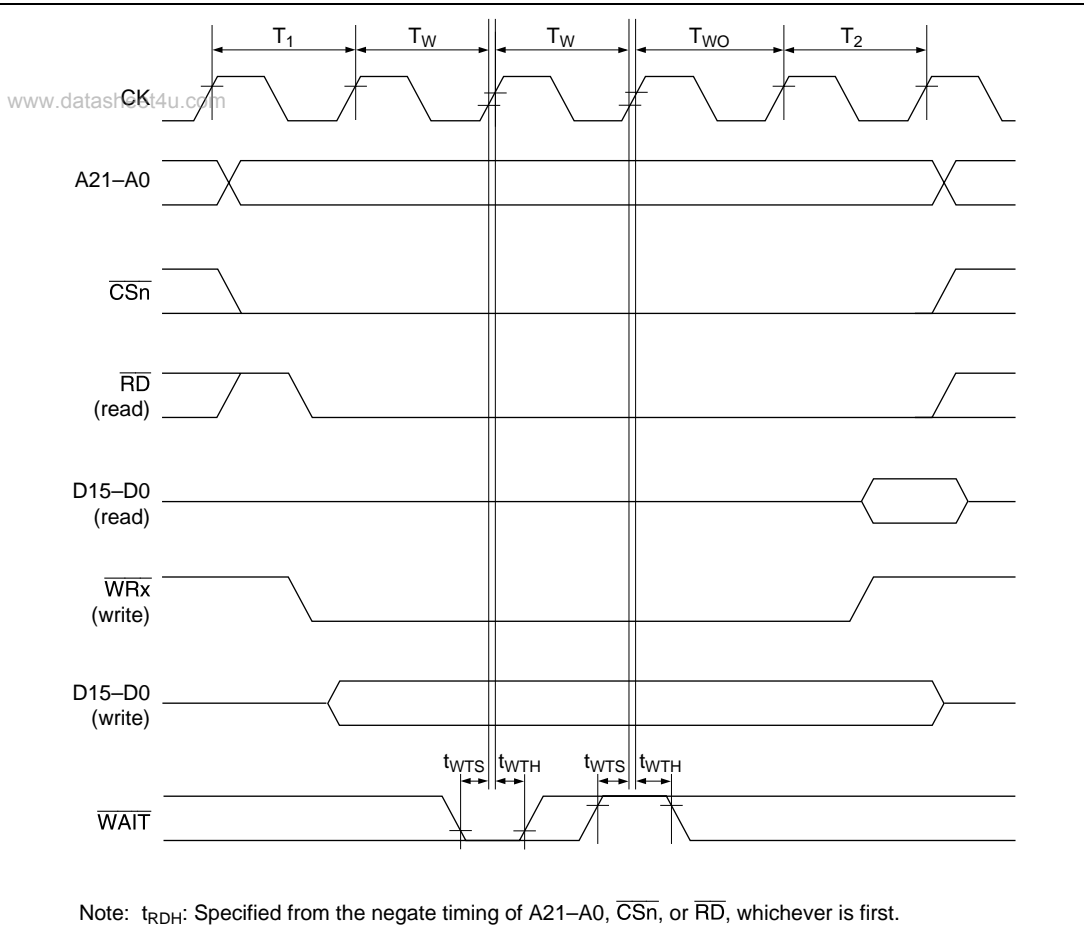 T1 TW TW TWO T2
www.datasheet4u.com
CK
A21–A0
CSn
RD
(read)
D15–D0
(read)
WRx
(write)
D15–D0
(write)
tWTS tWTH tWTS tWTH
WAIT
Note: tRDH: Specified from the negate timing of A21–A0, CSn, or RD, whichever is first.